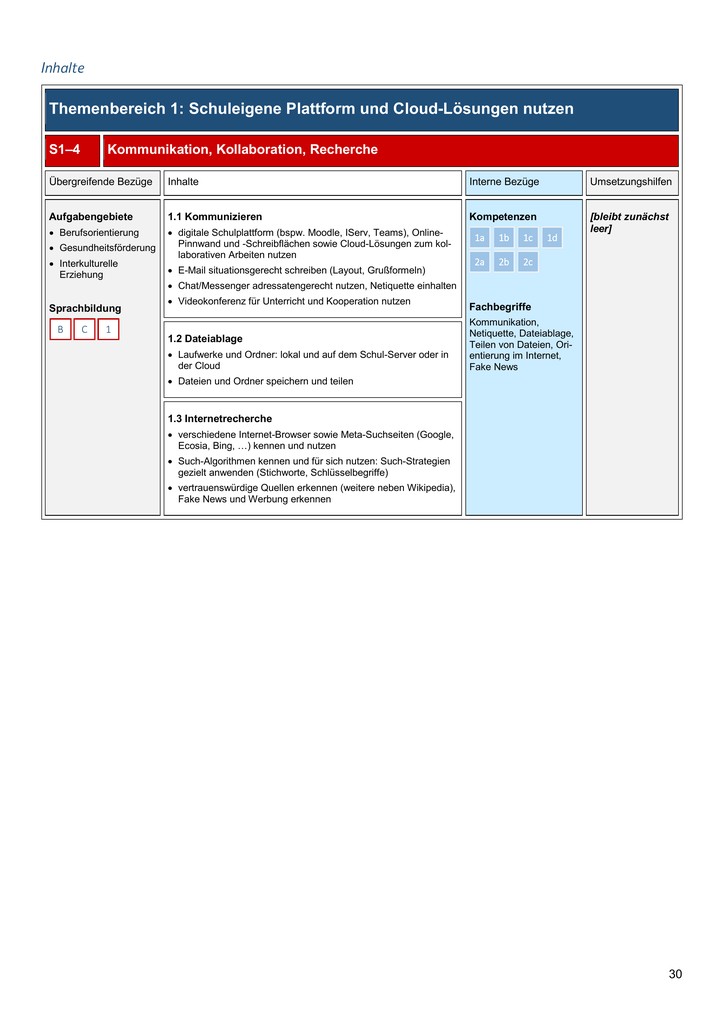 Inhalte
Themenbereich 1: Schuleigene Plattform und Cloud-Lösungen nutzen
S1–4
Kommunikation, Kollaboration, Recherche
Übergreifende Bezüge
Inhalte
Interne Bezüge
Umsetzungshilfen
Aufgabengebiete
• Berufsorientierung
• Gesundheitsförderung
• Interkulturelle
Erziehung
Sprachbildung
B C 1
1.1 Kommunizieren
• digitale Schulplattform (bspw. Moodle, IServ, Teams), Online-
Pinnwand und -Schreibflächen sowie Cloud-Lösungen zum kol-
laborativen Arbeiten nutzen
• E-Mail situationsgerecht schreiben (Layout, Grußformeln)
• Chat/Messenger adressatengerecht nutzen, Netiquette einhalten
• Videokonferenz für Unterricht und Kooperation nutzen
1.2 Dateiablage
• Laufwerke und Ordner: lokal und auf dem Schul-Server oder in
der Cloud
• Dateien und Ordner speichern und teilen
1.3 Internetrecherche
• verschiedene Internet-Browser sowie Meta-Suchseiten (Google,
Ecosia, Bing, …) kennen und nutzen
• Such-Algorithmen kennen und für sich nutzen: Such-Strategien
gezielt anwenden (Stichworte, Schlüsselbegriffe)
• vertrauenswürdige Quellen erkennen (weitere neben Wikipedia),
Fake News und Werbung erkennen
Kompetenzen
1a 1b 1c 1d
2a 2b 2c
Fachbegriffe
Kommunikation,
Netiquette, Dateiablage,
Teilen von Dateien, Ori-
entierung im Internet,
Fake News
[bleibt zunächst
leer]
30